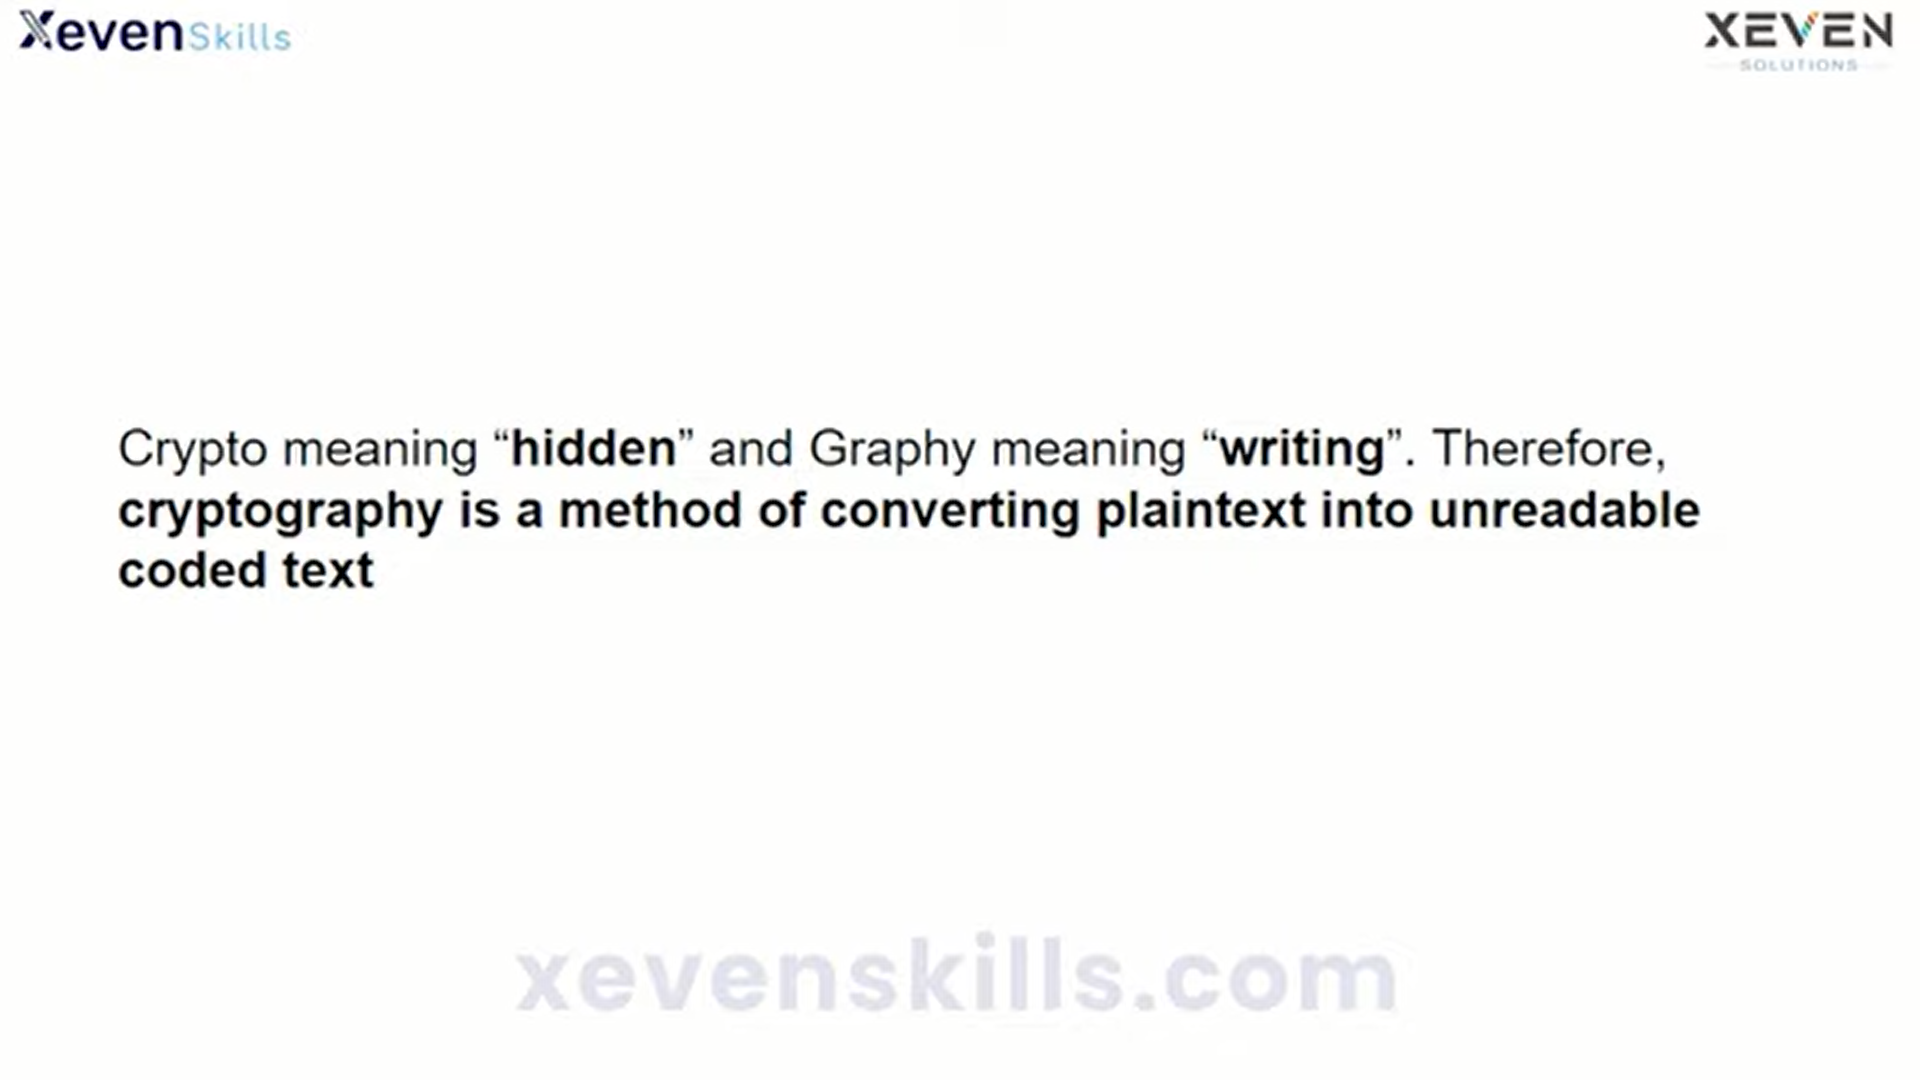 XevenSkills
XEVEN
SOLUTIONS
Crypto meaning “hidden” and Graphy meaning “writing”. Therefore,
cryptography is a method of converting plaintext into unreadable
coded text
xevenskills.com